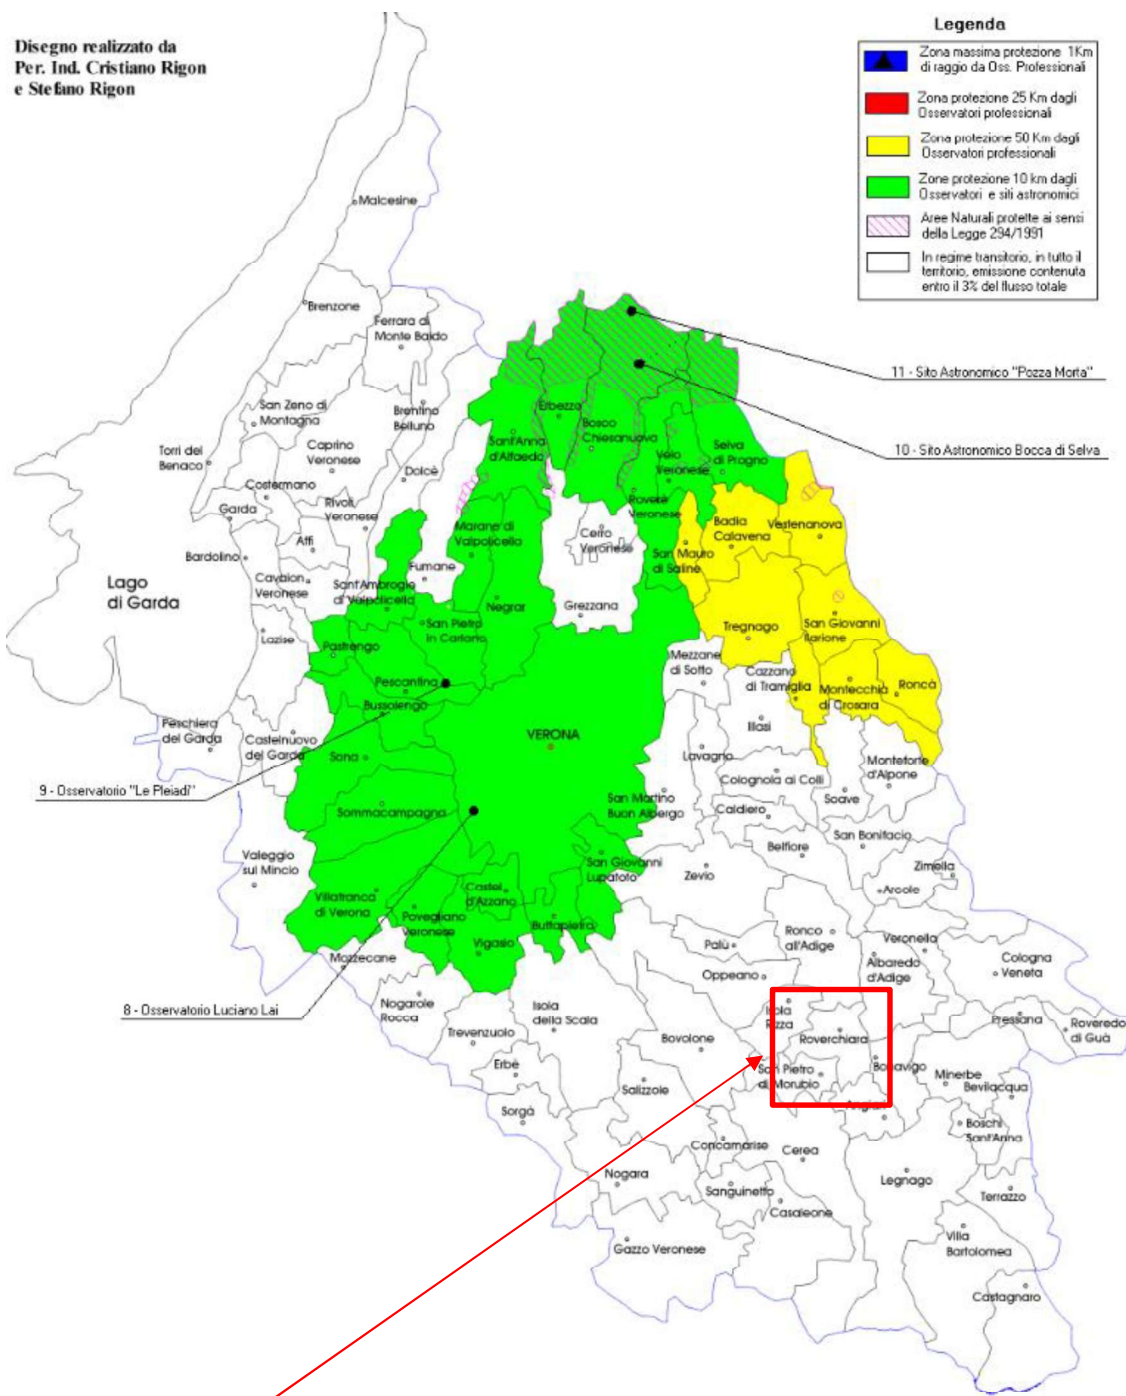 Disegno realizzato da
Per. Ind. Cristiano Rigon
e Stefano Rigon
Legenda
Zona massima protezione 1Km
di raggio da Oss. Professionali
Zona protezione 25 Km dagli
Osservatori professionali
Zona protezione 50 Km dagli
Osservatori professionali
Zone protezione 10 km dagli
Osservatori e siti astronomici
Aree Naturali protette ai sensi
della Legge 294/1991
In regime transitorio, in tutto il
territorio, emissione contenuta
entro il 3% del flusso totale
Malcesine
Brenzone
Ferrara di
Monte Baldo
11 - Sito Astronomico "Pozza Morta"
San Zeno di
Montagna
Brentino
Belluno
Erbezzo
Bosco
Chiesanuova
Sant'Anna
d'Alfaedo
Selva
di Progno
10 - Sito Astronomico Bocca di Selva
Torri del
Benaco
Caprino
Veronese
Dolcè
Velo
Veronese
Costermano
Garda
Rivoli
Veronese
Roverè
Veronese
Marano di
Valpolicella
Cerro
Veronese
Badia
Calavena
Vestenanova
Affi
Bardolino
San Mauro
di Saline
Fumane
Lago
di Garda
Cavaion
Veronese
Sant'Ambrogio
di Valpolicella
Negrar
Grezzana
San Pietro
in Cariano
San Giovanni
Ilarione
Lazise
Tregnago
Pastrengo
Mezzane
di Sotto
Cazzano
di Tramiglia
Pescantina
Montecchia
di Crosara
Roncà
Bussolengo
Peschiera
del Garda
Castelnuovo
del Garda
VERONA
Illasi
Sona
Lavagno
Monteforte
d'Alpone
Colognola ai Colli
9 - Osservatorio "Le Pleiadi"
Sommacampagna
San Martino
Buon Albergo
Soave
Caldiero
San Bonifacio
Belfiore
Valeggio
sul Mincio
San Giovanni
Lupatoto
Zevio
Zimella
Arcole
Villafranca
di Verona
Castel
d'Azzano
Povegliano
Veronese
Buttapietra
Vigasio
Ronco
all'Adige
Palù
Veronella
Mozzecane
Albaredo
d'Adige
Cologna
Veneta
Oppeano
Nogarole
Rocca
8 - Osservatorio Luciano Lai
Isola
della Scala
Isola
Rizza
Pressana
Trevenzuolo
Roverchiara
Roveredo
di Guà
Bovolone
Erbè
San Pietro
di Morubio
Bonavigo
Minerbe
Bevilacqua
Salizzole
Sorgà
Angiari
Boschi
Sant'Anna
Concamarise
Cerea
Nogara
Legnago
Sanguinetto
Terrazzo
Casaleone
Gazzo Veronese
Villa
Bartolomea
Castagnaro